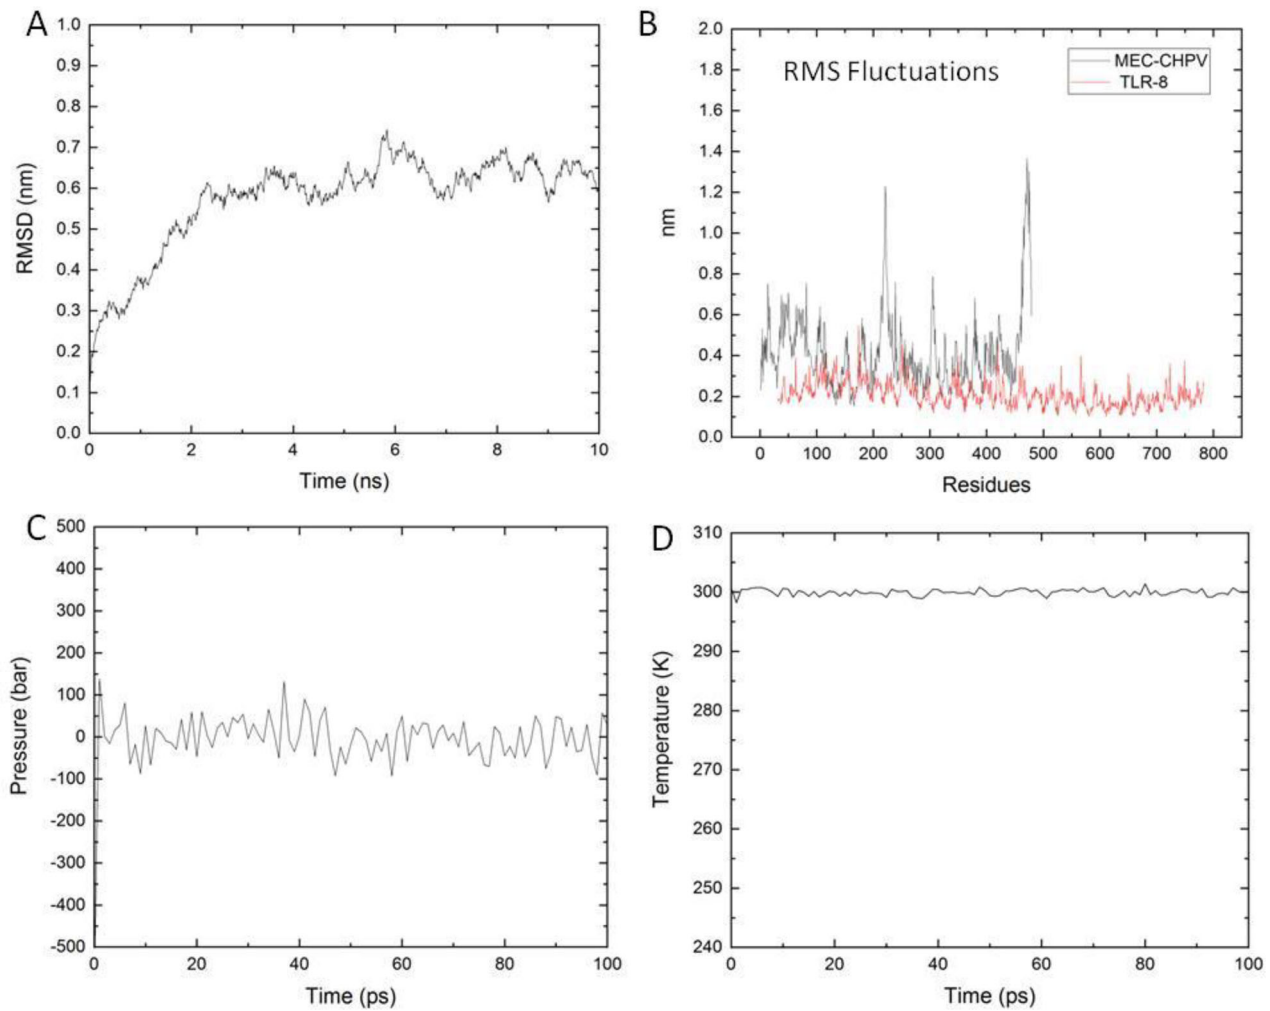 A
1.0
0.9
0.8
0.7
0.6
0.5
0.4
0.3
0.2
0.1
0.0
RMSD (nm)
0 2 4 6 8 10
Time (ns)
B
2.0
1.8
1.6
1.4
1.2
1.0
0.8
0.6
0.4
0.2
0.0
nm
RMS Fluctuations
MEC-CHPV
TLR-8
0 100 200 300 400 500 600 700 800
Residues
C
500
400
300
200
100
0
-100
-200
-300
-400
-500
Pressure (bar)
0 20 40 60 80 100
Time (ps)
D
310
300
290
280
270
260
250
240
Temperature (K)
0 20 40 60 80 100
Time (ps)